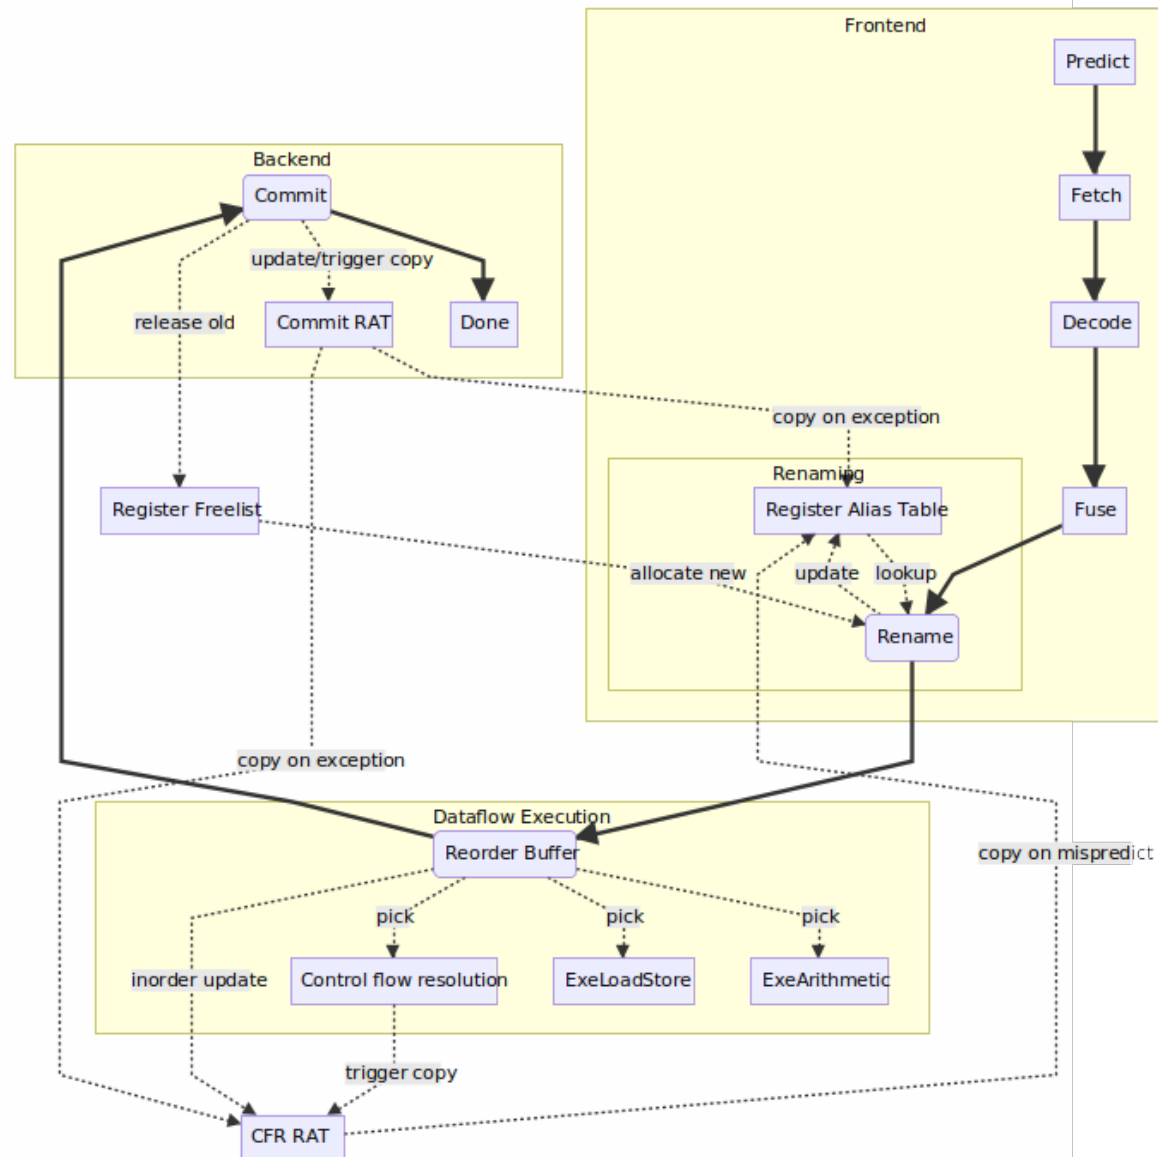 Frontend
Predict
Backend
Commit
Fetch
update/trigger copy
release old
Commit RAT
Done
Decode
copy on exception
Renaming
Register Freelist
Register Alias Table
Fuse
allocate new
update
lookup
Rename
copy on exception
Dataflow Execution
Reorder Buffer
copy on mispredict
pick
pick
pick
inorder update
Control flow resolution
ExeLoadStore
ExeArithmetic
trigger copy
CFR RAT